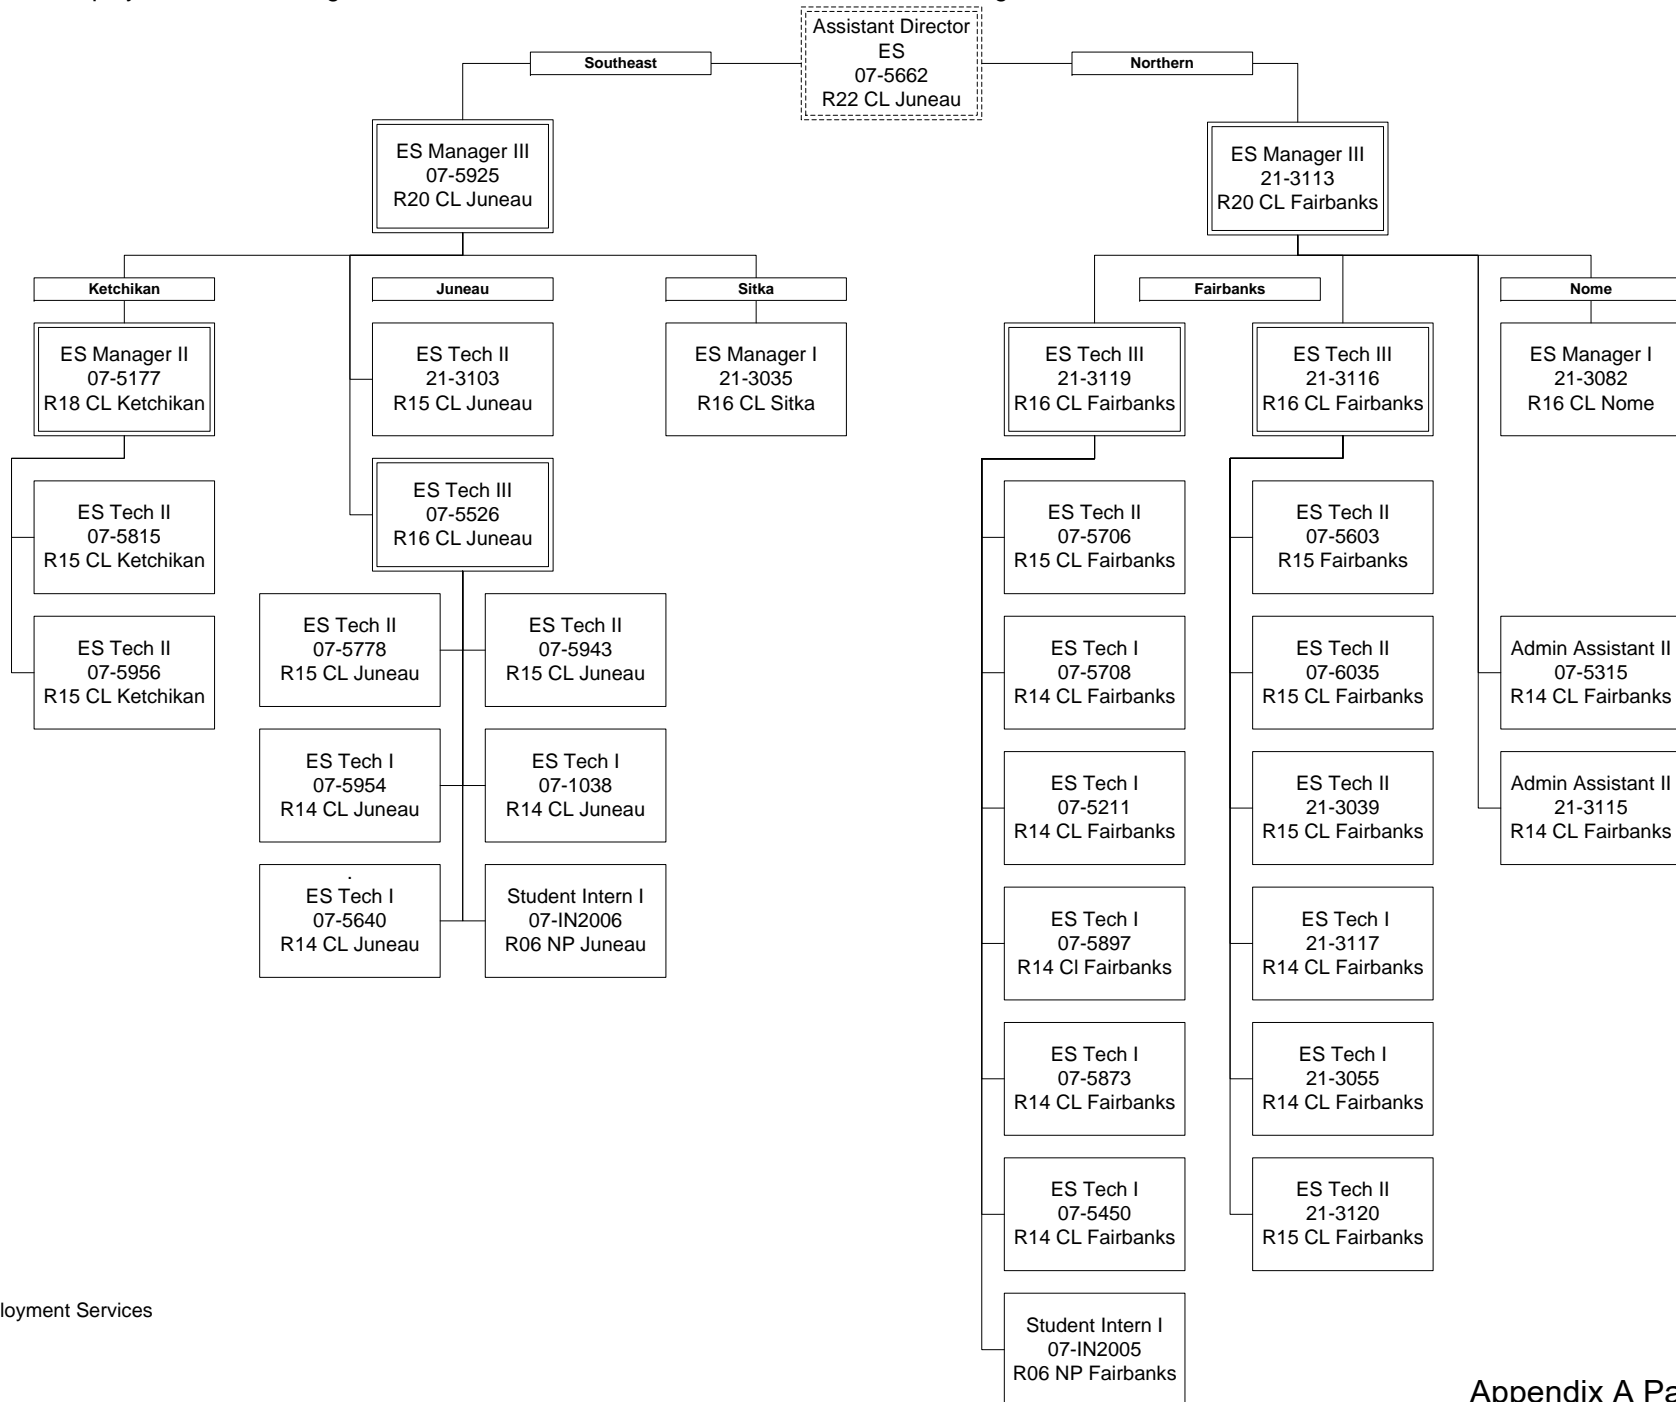 Assistant Director
ES
07-5662
R22 CL Juneau
Southeast
Northern
ES Manager III
07-5925
R20 CL Juneau
ES Manager III
21-3113
R20 CL Fairbanks
Ketchikan
Juneau
Sitka
Fairbanks
Nome
ES Manager II
07-5177
R18 CL Ketchikan
ES Tech II
21-3103
R15 CL Juneau
ES Manager I
21-3035
R16 CL Sitka
ES Tech III
21-3119
R16 CL Fairbanks
ES Tech III
21-3116
R16 CL Fairbanks
ES Manager I
21-3082
R16 CL Nome
ES Tech II
07-5815
R15 CL Ketchikan
ES Tech II
07-5956
R15 CL Ketchikan
ES Tech III
07-5526
R16 CL Juneau
ES Tech II
07-5778
R15 CL Juneau
ES Tech II
07-5943
R15 CL Juneau
ES Tech I
07-5954
R14 CL Juneau
ES Tech I
07-1038
R14 CL Juneau
.
ES Tech I
07-5640
R14 CL Juneau
Student Intern I
07-IN2006
R06 NP Juneau
ES Tech II
07-5706
R15 CL Fairbanks
ES Tech I
07-5708
R14 CL Fairbanks
ES Tech I
07-5211
R14 CL Fairbanks
ES Tech I
07-5897
R14 Cl Fairbanks
ES Tech I
07-5873
R14 CL Fairbanks
ES Tech I
07-5450
R14 CL Fairbanks
Student Intern I
07-IN2005
R06 NP Fairbanks
ES Tech II
07-5603
R15 Fairbanks
ES Tech II
07-6035
R15 CL Fairbanks
ES Tech II
21-3039
R15 CL Fairbanks
ES Tech I
21-3117
R14 CL Fairbanks
ES Tech I
21-3055
R14 CL Fairbanks
ES Tech II
21-3120
R15 CL Fairbanks
Admin Assistant II
07-5315
R14 CL Fairbanks
Admin Assistant II
21-3115
R14 CL Fairbanks
loyment Services
Appendix A Pa